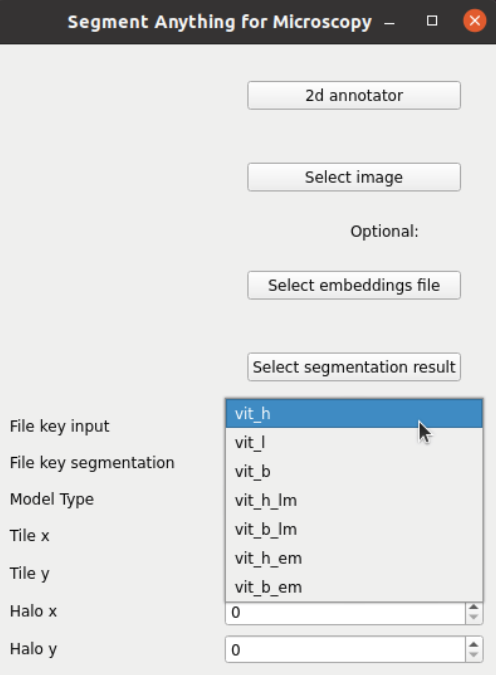 Segment Anything for Microscopy
2d annotator
Select image
Optional:
Select embeddings file
Select segmentation result
File key input
File key segmentation
Model Type
Tile x
Tile y
vit_h
vit_l
vit_b
vit_h_lm
vit_b_lm
vit_h_em
vit_b_em
Halo x 0
Halo y 0